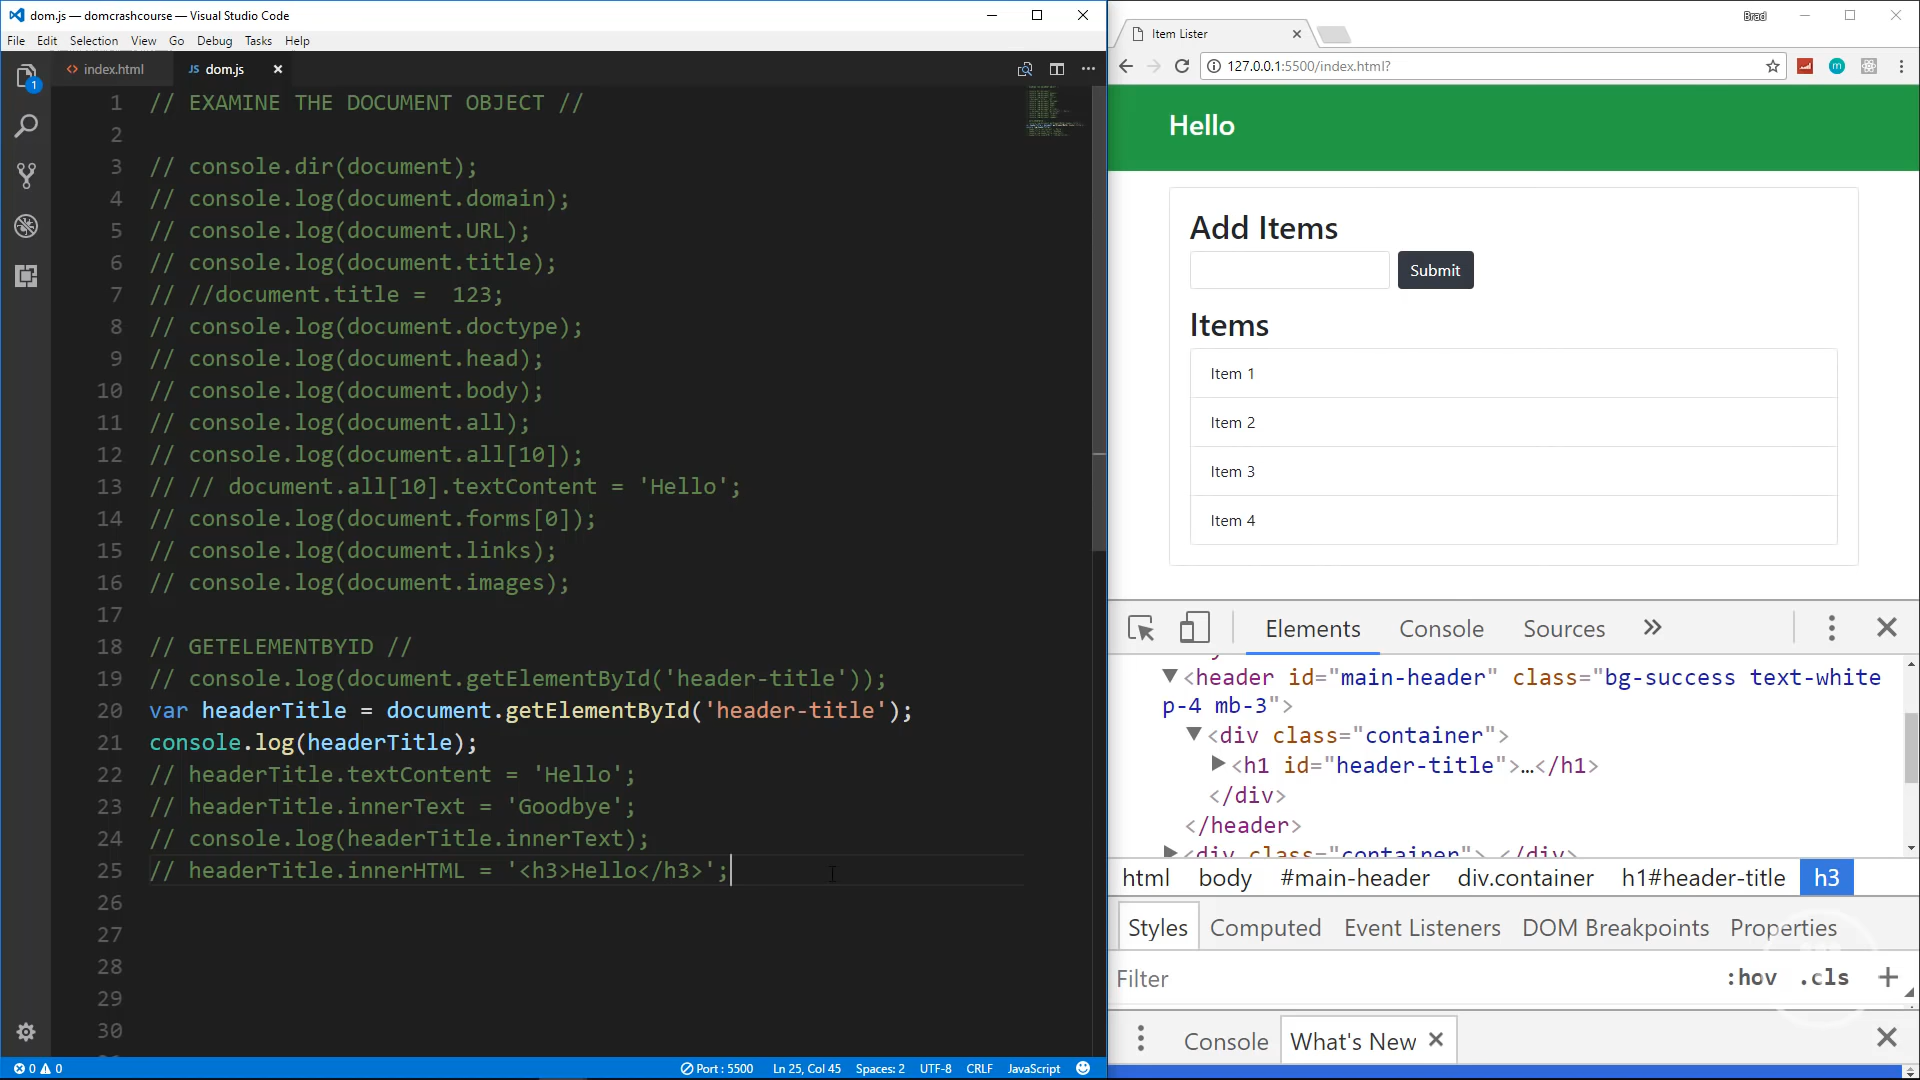 dom.js — domcrashcourse — Visual Studio Code
File Edit Selection View Go Debug Tasks Help
1
index.html
JS dom.js
1 // EXAMINE THE DOCUMENT OBJECT //
2
3 // console.dir(document);
4 // console.log(document.domain);
5 // console.log(document.URL);
6 // console.log(document.title);
7 // //document.title =  123;
8 // console.log(document.doctype);
9 // console.log(document.head);
10 // console.log(document.body);
11 // console.log(document.all);
12 // console.log(document.all[10]);
13 // // document.all[10].textContent = 'Hello';
14 // console.log(document.forms[0]);
15 // console.log(document.links);
16 // console.log(document.images);
17
18 // GETELEMENTBYID //
19 // console.log(document.getElementById('header-title'));
20 var headerTitle = document.getElementById('header-title');
21 console.log(headerTitle);
22 // headerTitle.textContent = 'Hello';
23 // headerTitle.innerText = 'Goodbye';
24 // console.log(headerTitle.innerText);
25 // headerTitle.innerHTML = '<h3>Hello</h3>';
26
27
28
29
30
0 0 Port : 5500 Ln 25, Col 45 Spaces: 2 UTF-8 CRLF JavaScript
Brad
Item Lister
127.0.0.1:5500/index.html?
m
Hello
Add Items
Submit
Items
Item 1
Item 2
Item 3
Item 4
Elements Console Sources
<header id="main-header" class="bg-success text-white
p-4 mb-3">
<div class="container">
<h1 id="header-title">…</h1>
</div>
</header>
<div class="container"> </div>
html body #main-header div.container h1#header-title h3
Styles Computed Event Listeners DOM Breakpoints Properties
Filter :hov .cls +
Console What's New